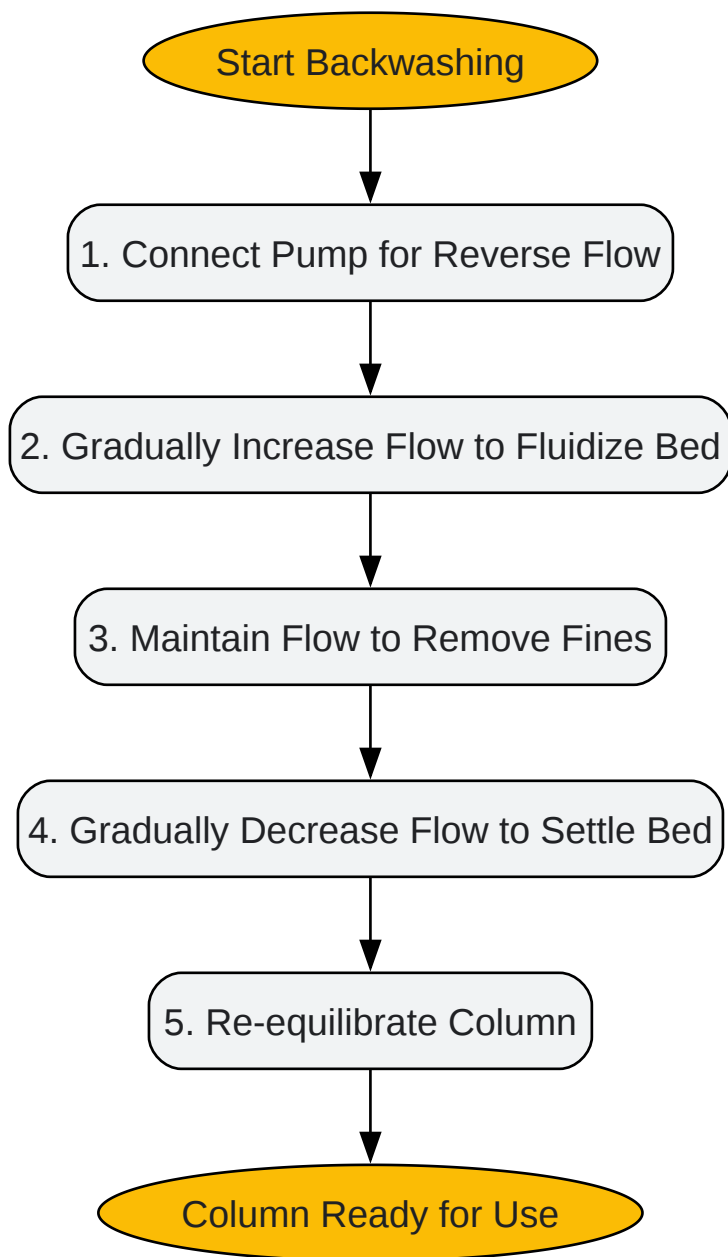 Start Backwashing
1. Connect Pump for Reverse Flow
2. Gradually Increase Flow to Fluidize Bed
3. Maintain Flow to Remove Fines
4. Gradually Decrease Flow to Settle Bed
5. Re-equilibrate Column
Column Ready for Use